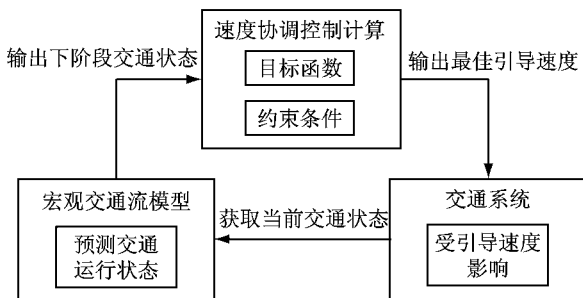 速度协调控制计算
目标函数
约束条件
输出下阶段交通状态
输出最佳引导速度
宏观交通流模型
预测交通
运行状态
获取当前交通状态
交通系统
受引导速度
影响